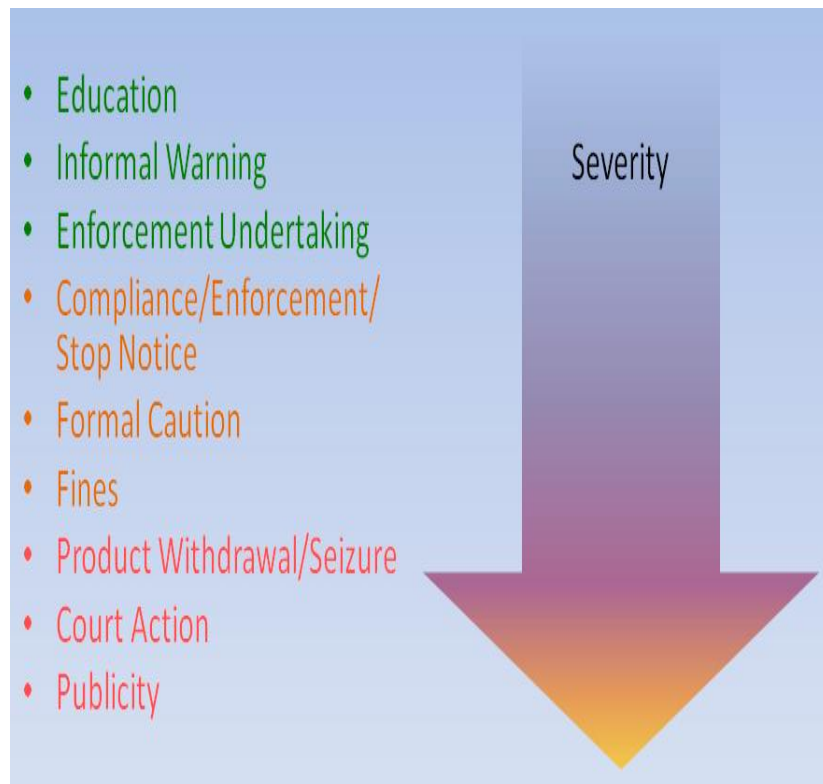 • Education
• Informal Warning
Severity
• Enforcement Undertaking
• Compliance/Enforcement/
Stop Notice
• Formal Caution
• Fines
• Product Withdrawal/Seizure
• Court Action
• Publicity